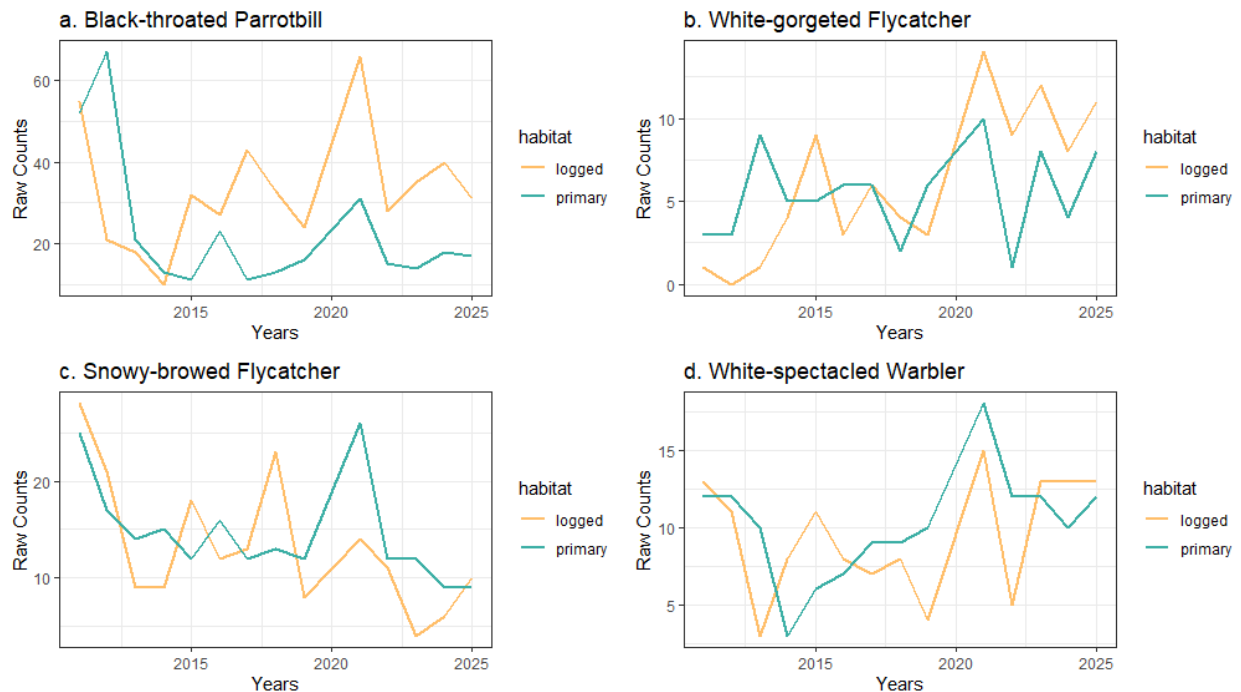 a. Black-throated Parrotbill
60
40
20
Raw Counts
2015
2020
2025
Years
habitat
logged
primary
b. White-gorgeted Flycatcher
10
5
0
Raw Counts
2015
2020
2025
Years
habitat
logged
primary
c. Snowy-browed Flycatcher
20
10
Raw Counts
2015
2020
2025
Years
habitat
logged
primary
d. White-spectacled Warbler
15
10
5
Raw Counts
2015
2020
2025
Years
habitat
logged
primary